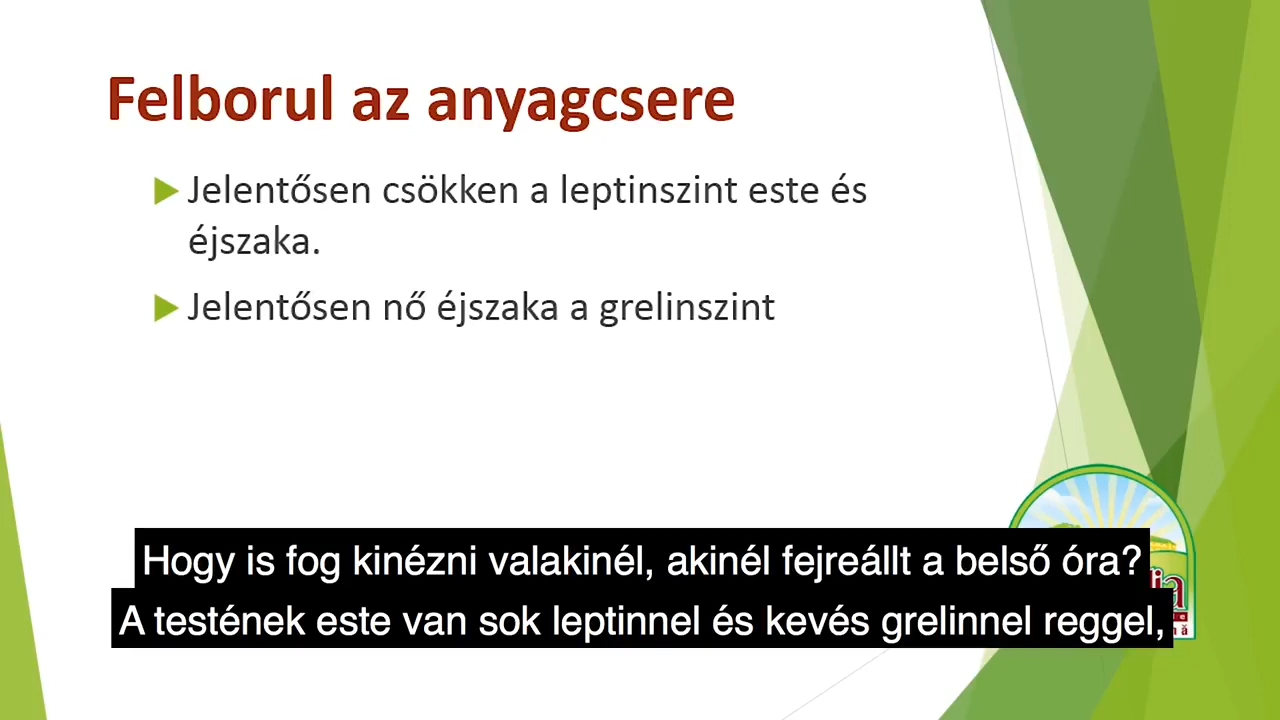 Felborul az anyagcsere
Jelentősen csökken a leptinszint este és
éjszaka.
Jelentősen nő éjszaka a grelinszint
Hogy is fog kinézni valakinél, akinél fejreállt a belső óra?
A testének este van sok leptinnel és kevés grelinnel reggel,